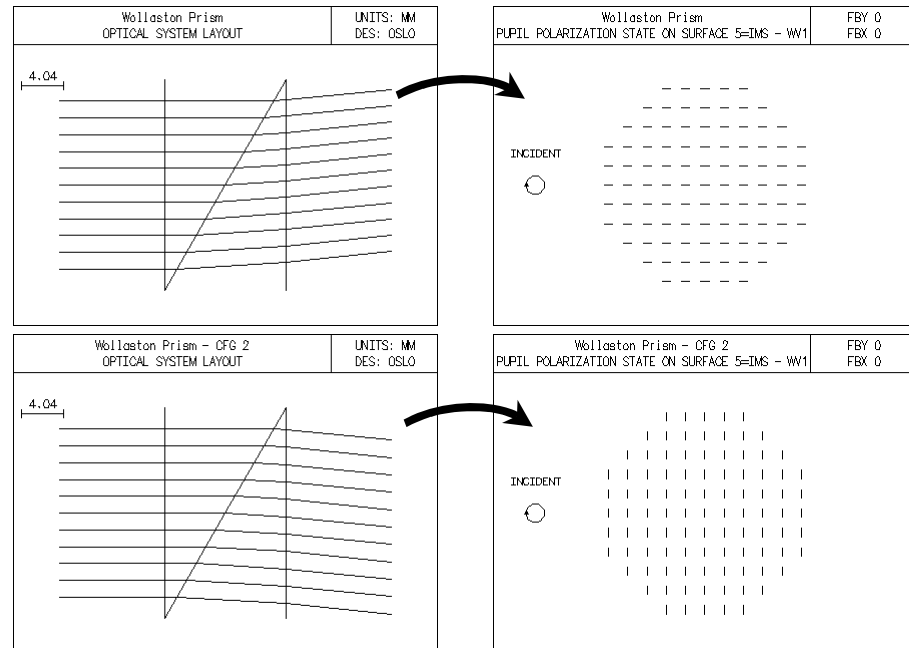 Wollaston Prism
OPTICAL SYSTEM LAYOUT
UNITS: MM
DES: OSLO
4.04
Wollaston Prism
PUPIL POLARIZATION STATE ON SURFACE 5=IMS - WV1
FBY 0
FBX 0
INCIDENT
Wollaston Prism - CFG 2
OPTICAL SYSTEM LAYOUT
UNITS: MM
DES: OSLO
4.04
Wollaston Prism - CFG 2
PUPIL POLARIZATION STATE ON SURFACE 5=IMS - WV1
FBY 0
FBX 0
INCIDENT